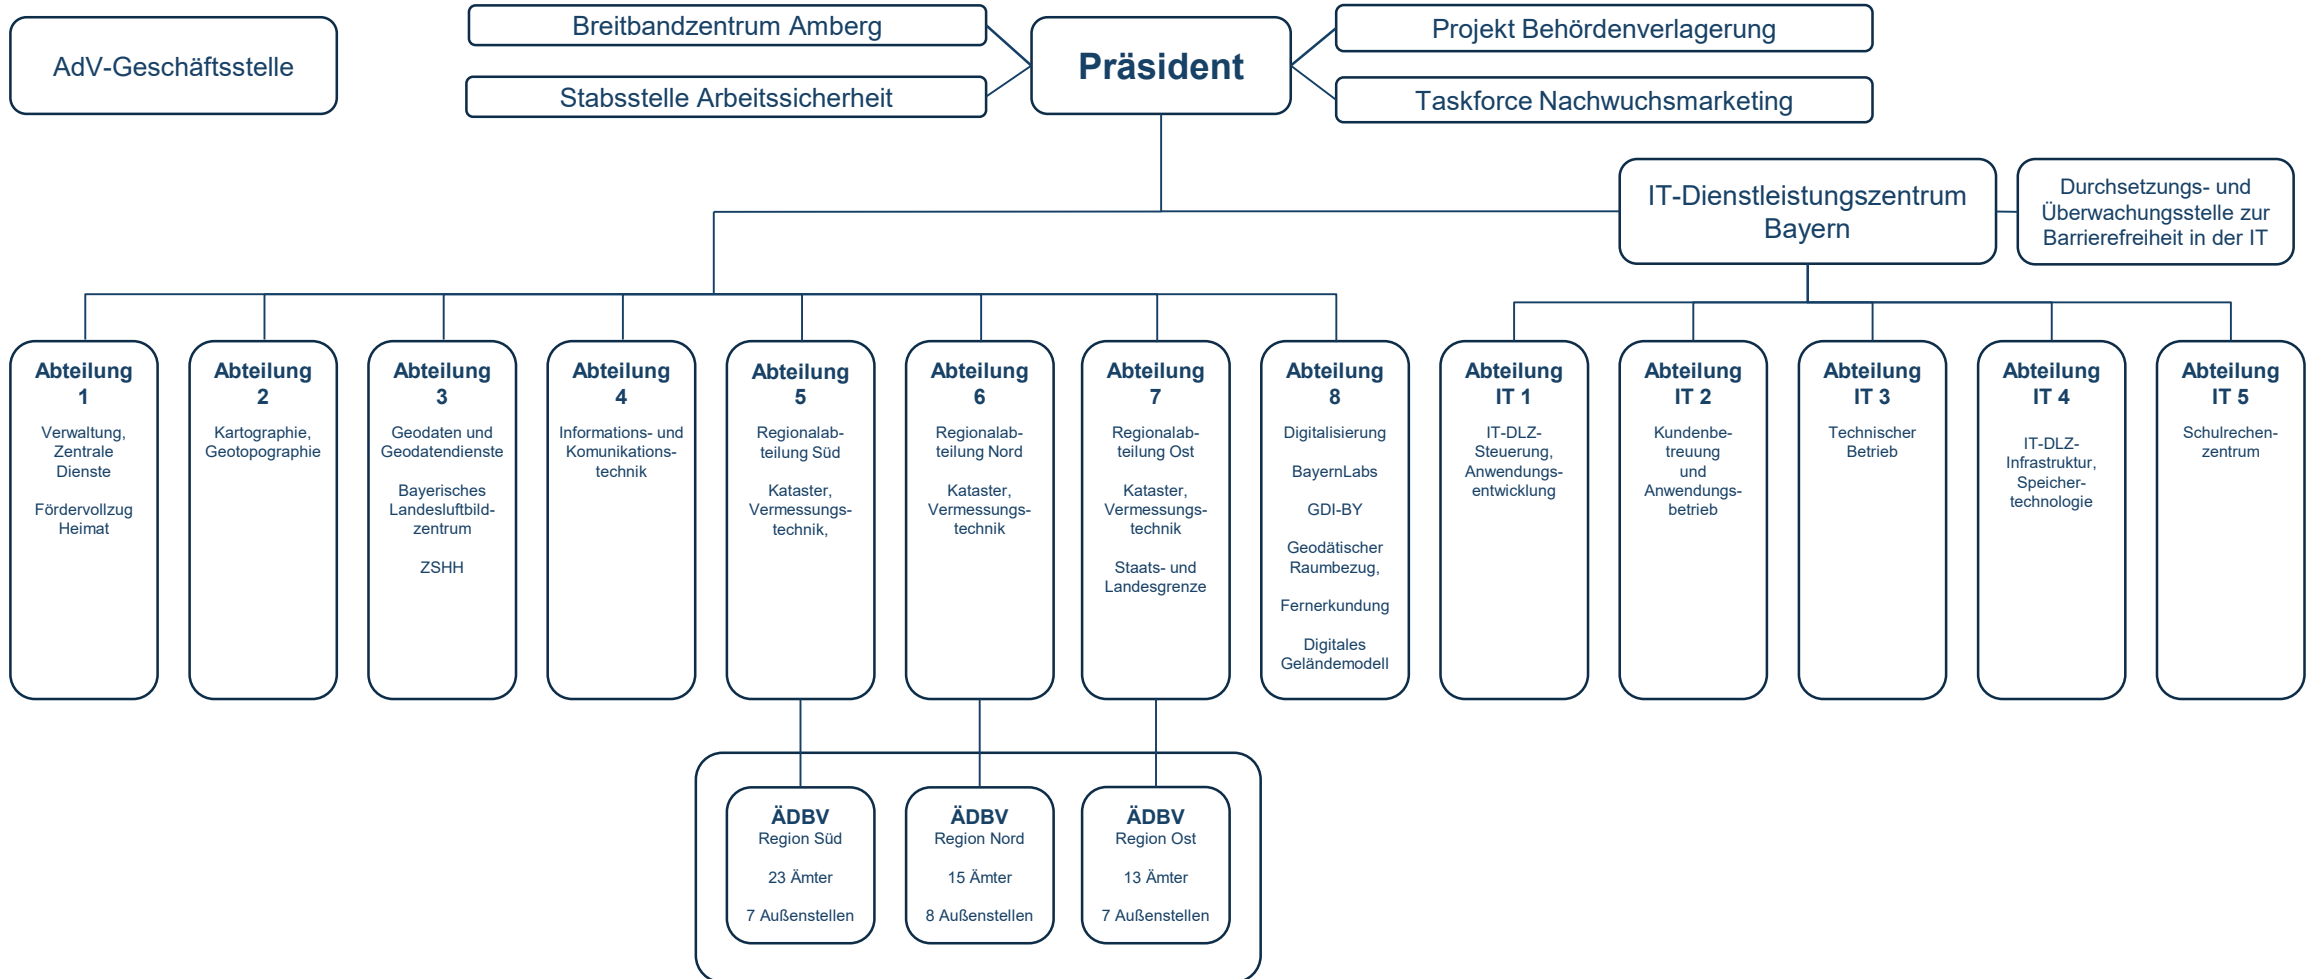 AdV-Geschäftsstelle
Breitbandzentrum Amberg
Stabsstelle Arbeitssicherheit
Präsident
Projekt Behördenverlagerung
Taskforce Nachwuchsmarketing
IT-Dienstleistungszentrum
Bayern
Durchsetzungs- und
Überwachungsstelle zur
Barrierefreiheit in der IT
Abteilung
1
Verwaltung,
Zentrale
Dienste
Fördervollzug
Heimat
Abteilung
2
Kartographie,
Geotopographie
Abteilung
3
Geodaten und
Geodatendienste
Bayerisches
Landesluftbild-
zentrum
ZSHH
Abteilung
4
Informations- und
Komunikations-
technik
Abteilung
5
Regionalab-
teilung Süd
Kataster,
Vermessungs-
technik,
Abteilung
6
Regionalab-
teilung Nord
Kataster,
Vermessungs-
technik
Abteilung
7
Regionalab-
teilung Ost
Kataster,
Vermessungs-
technik
Staats- und
Landesgrenze
Abteilung
8
Digitalisierung
BayernLabs
GDI-BY
Geodätischer
Raumbezug,
Fernerkundung
Digitales
Geländemodell
Abteilung
IT 1
IT-DLZ-
Steuerung,
Anwendungs-
entwicklung
Abteilung
IT 2
Kundenbe-
treuung
und
Anwendungs-
betrieb
Abteilung
IT 3
Technischer
Betrieb
Abteilung
IT 4
IT-DLZ-
Infrastruktur,
Speicher-
technologie
Abteilung
IT 5
Schulrechen-
zentrum
ÄDBV
Region Süd
23 Ämter
7 Außenstellen
ÄDBV
Region Nord
15 Ämter
8 Außenstellen
ÄDBV
Region Ost
13 Ämter
7 Außenstellen